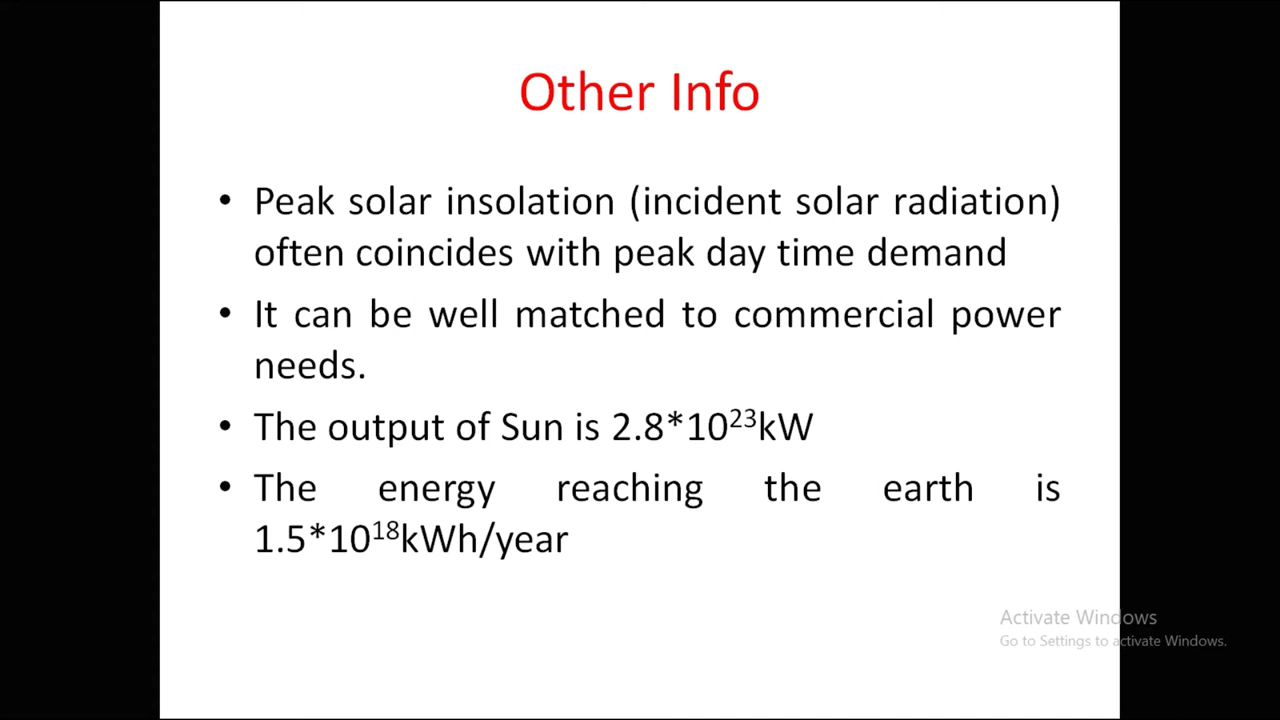 Other Info
• Peak solar insolation (incident solar radiation)
often coincides with peak day time demand
• It can be well matched to commercial power
needs.
• The output of Sun is 2.8*10²³kW
• The energy reaching the earth is
1.5*10¹⁸kWh/year
Activate Windows
Go to Settings to activate Windows.